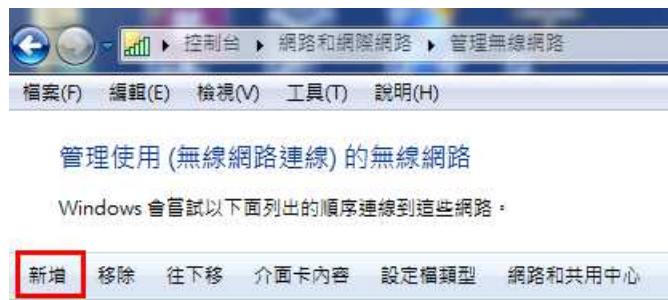 控制台 ▸ 網路和網際網路 ▸ 管理無線網路
檔案(F) 編輯(E) 檢視(V) 工具(T) 說明(H)
管理使用 (無線網路連線) 的無線網路
Windows 會嘗試以下面列出的順序連線到這些網路。
新增 移除 往下移 介面卡內容 設定檔類型 網路和共用中心